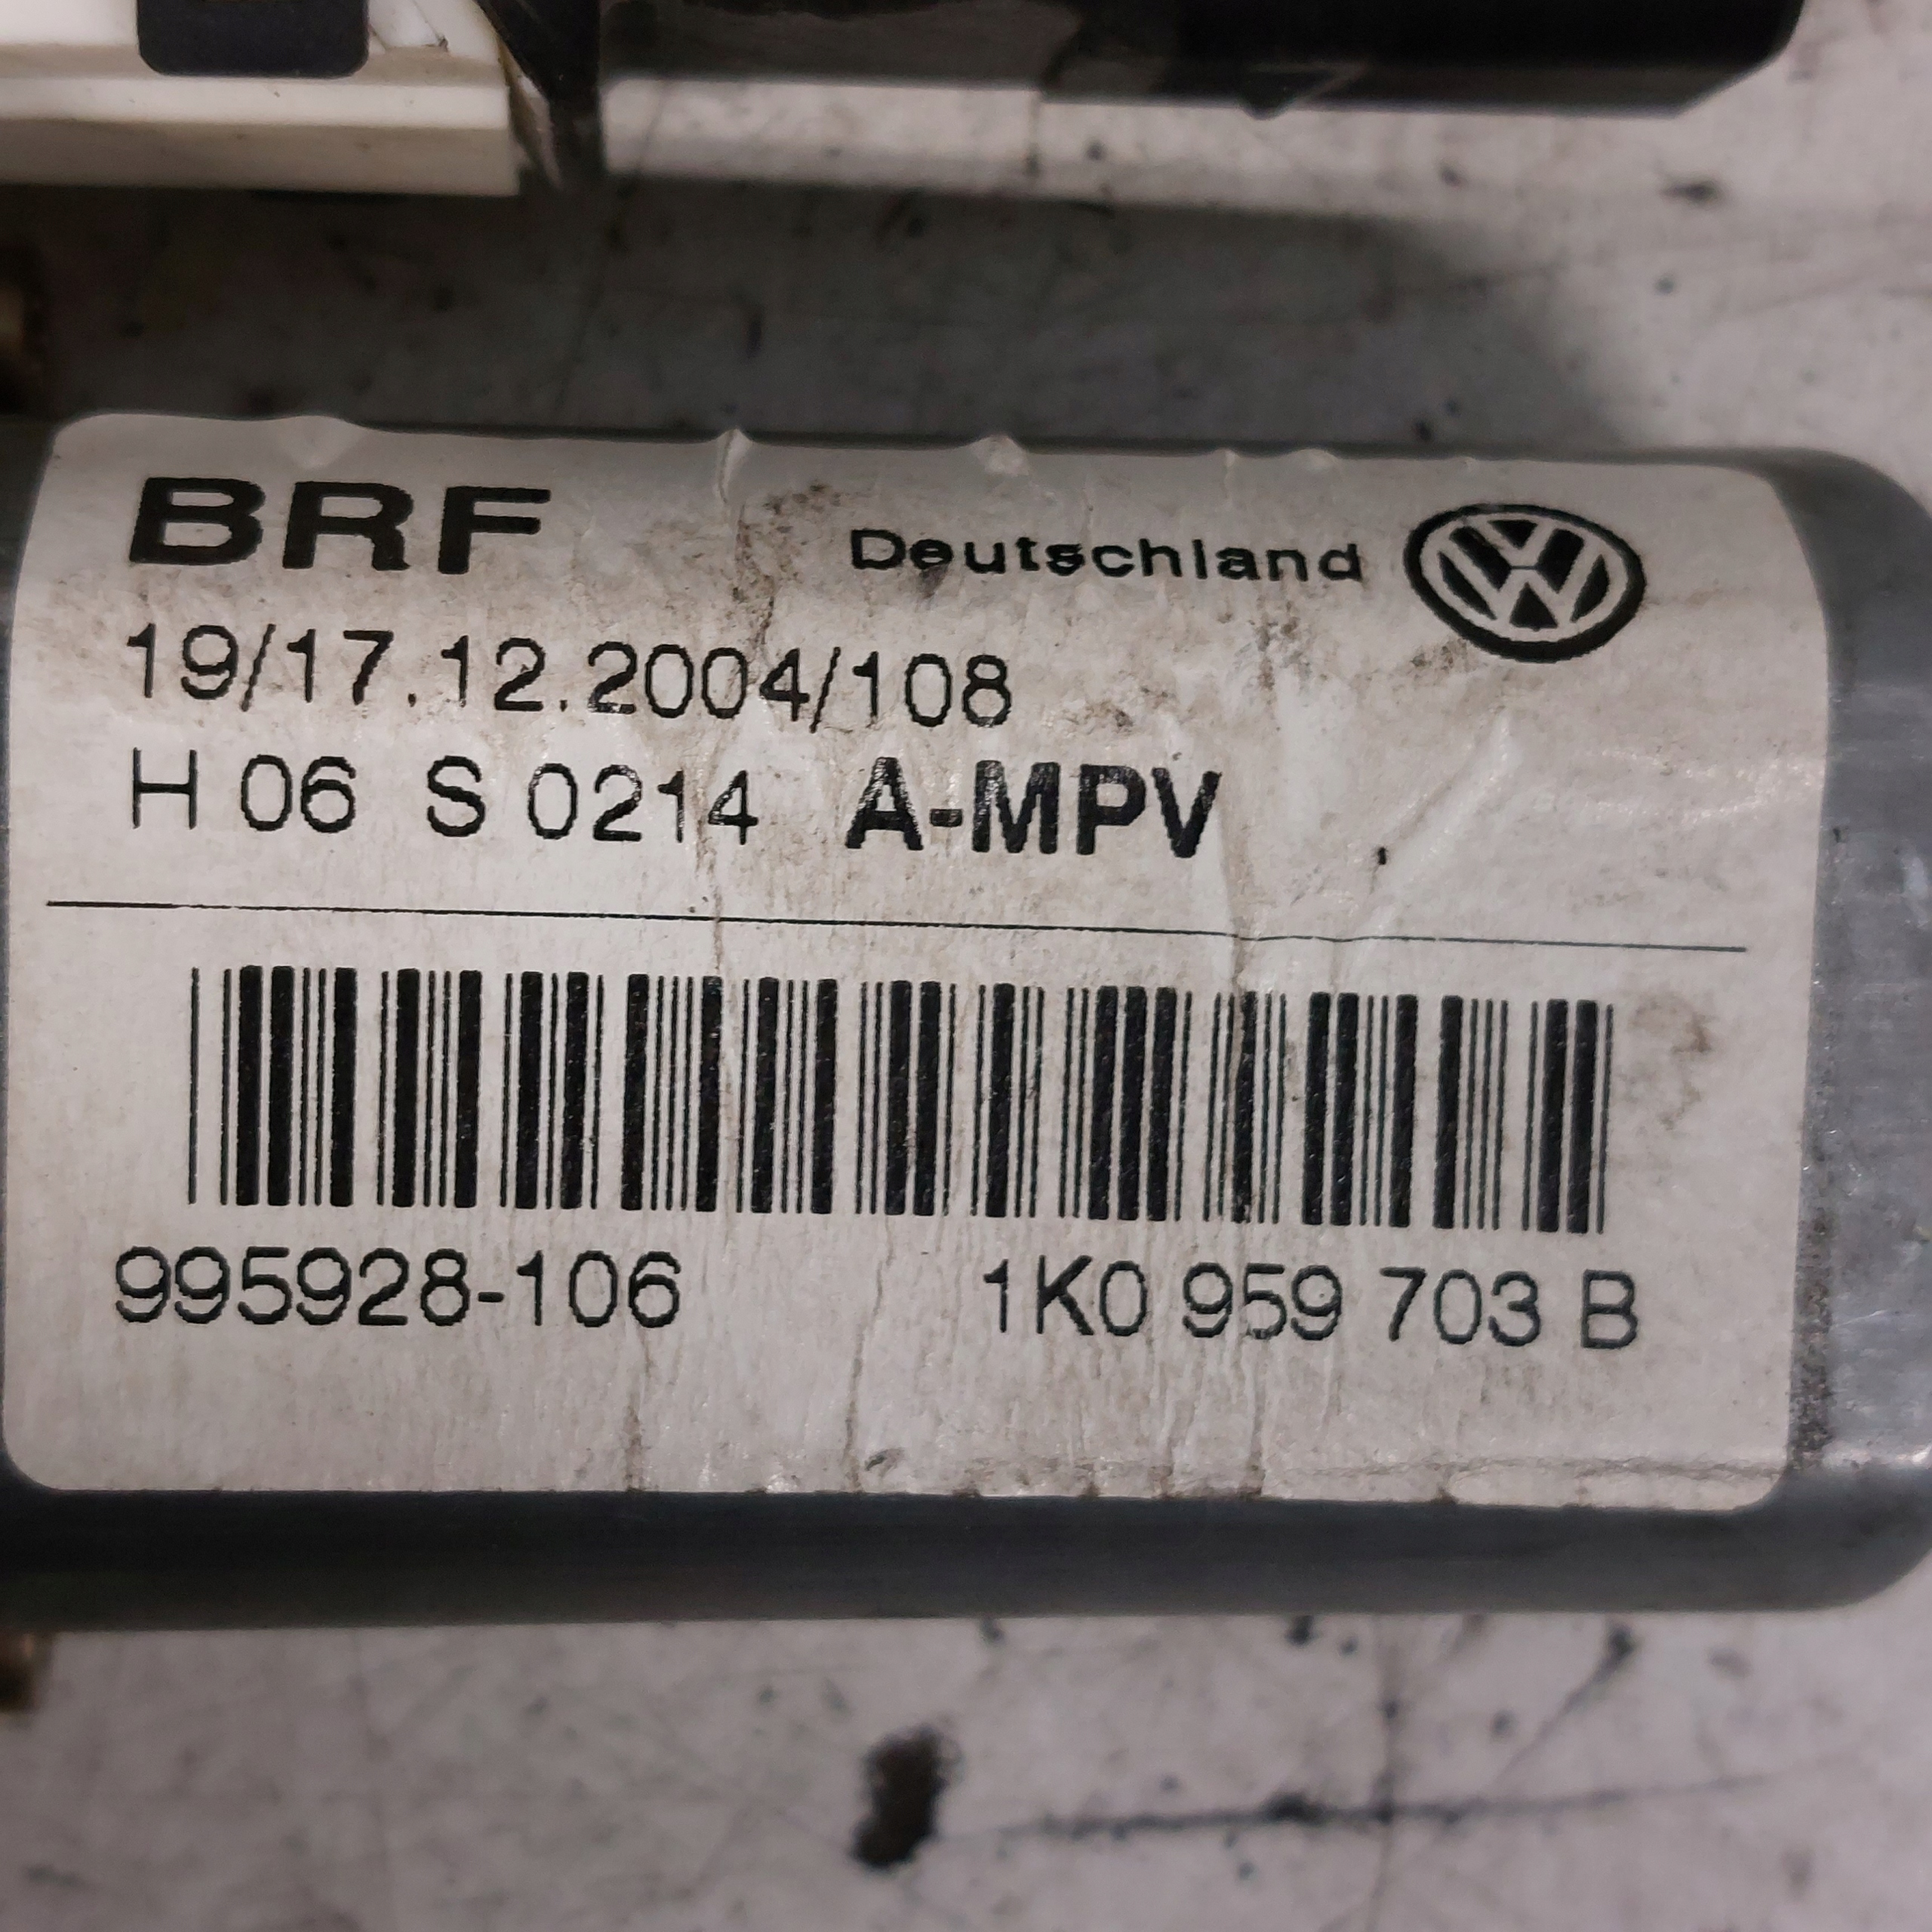 BRF Deutschland
19/17.12.2004/108
H 06 S 0214 A-MPV
995928-106 1K0 959 703 B